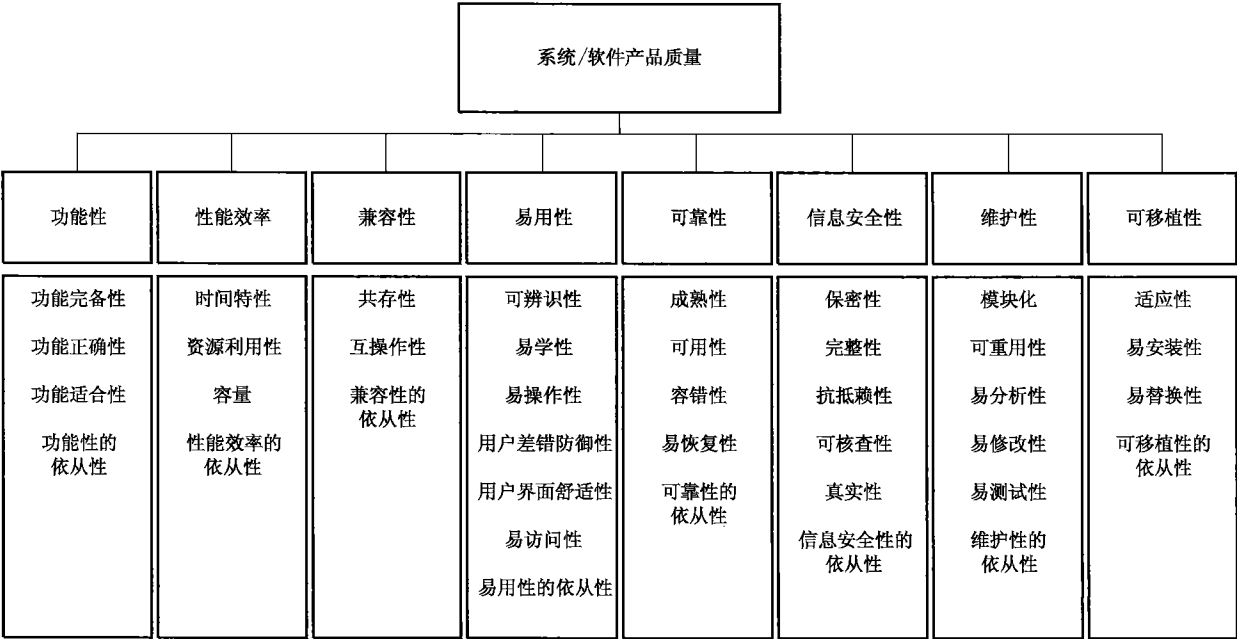 系统/软件产品质量
功能性
性能效率
兼容性
易用性
可靠性
信息安全性
维护性
可移植性
功能完备性
功能正确性
功能适合性
功能性的
依从性
时间特性
资源利用性
容量
性能效率的
依从性
共存性
互操作性
兼容性的
依从性
可辨识性
易学性
易操作性
用户差错防御性
用户界面舒适性
易访问性
易用性的依从性
成熟性
可用性
容错性
易恢复性
可靠性的
依从性
保密性
完整性
抗抵赖性
可核查性
真实性
信息安全性的
依从性
模块化
可重用性
易分析性
易修改性
易测试性
维护性的
依从性
适应性
易安装性
易替换性
可移植性的
依从性